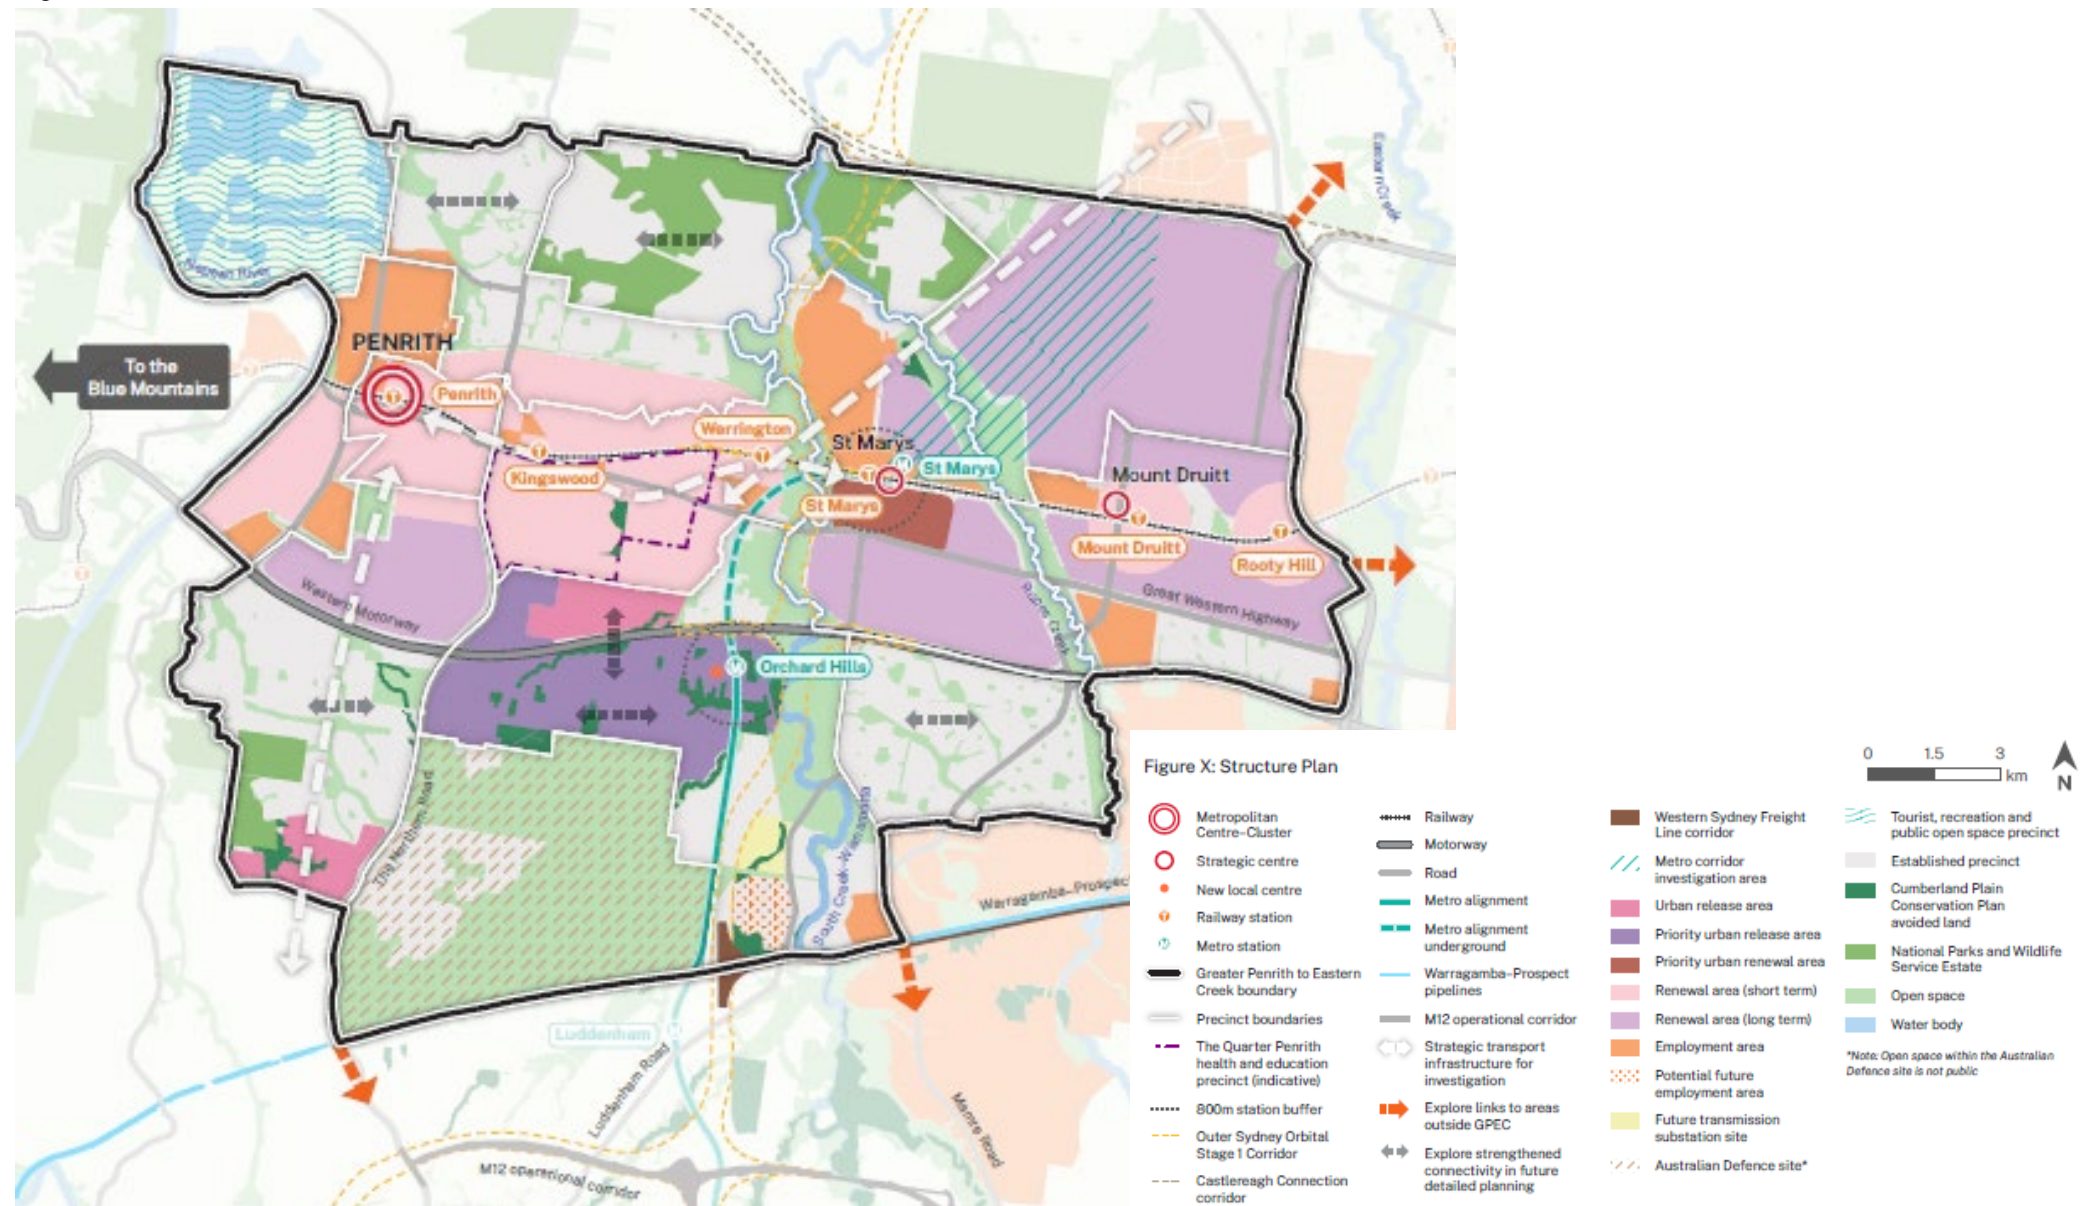 Eastern Creek
Nepean River
PENRITH
To the
Blue Mountains
Penrith
Werrington
St Marys
St Marys
Kingswood
St Marys
Mount Druitt
Mount Druitt
Rooty Hill
Western Motorway
Great Western Highway
Ropes Creek
Orchard Hills
The Northern Road
South Creek-Wianamatta
Warragamba-Prospec
Luddenham
Luddenham Road
Mamre Road
M12 operational corridor
Figure X: Structure Plan
0 1.5 3
km
N
Metropolitan
Centre-Cluster
Strategic centre
New local centre
Railway station
Metro station
Greater Penrith to Eastern
Creek boundary
Precinct boundaries
The Quarter Penrith
health and education
precinct (indicative)
800m station buffer
Outer Sydney Orbital
Stage 1 Corridor
Castlereagh Connection
corridor
Railway
Motorway
Road
Metro alignment
Metro alignment
underground
Warragamba-Prospect
pipelines
M12 operational corridor
Strategic transport
infrastructure for
investigation
Explore links to areas
outside GPEC
Explore strengthened
connectivity in future
detailed planning
Western Sydney Freight
Line corridor
Metro corridor
investigation area
Urban release area
Priority urban release area
Priority urban renewal area
Renewal area (short term)
Renewal area (long term)
Employment area
Potential future
employment area
Future transmission
substation site
Australian Defence site*
Tourist, recreation and
public open space precinct
Established precinct
Cumberland Plain
Conservation Plan
avoided land
National Parks and Wildlife
Service Estate
Open space
Water body
*Note: Open space within the Australian
Defence site is not public